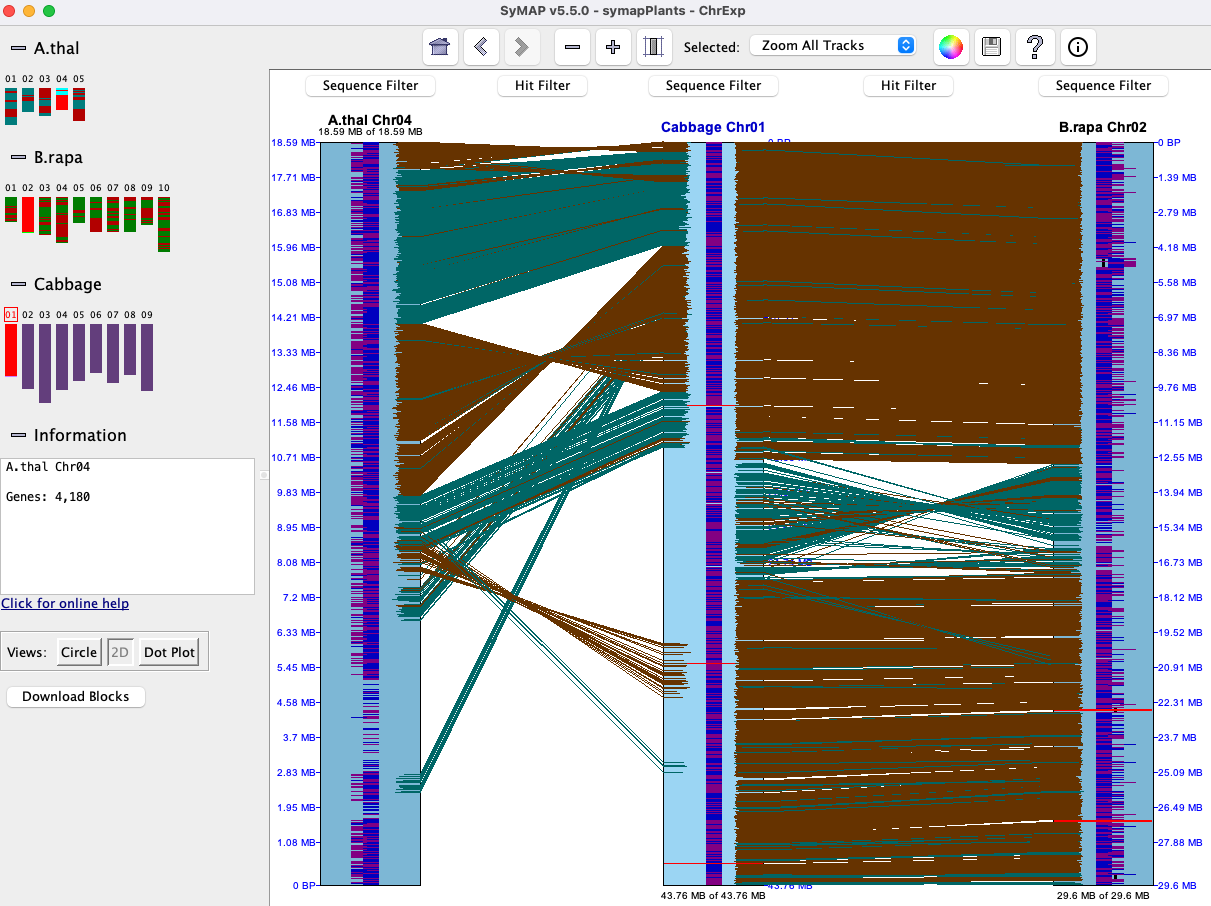 SyMAP v5.5.0 - symapPlants - ChrExp
A.thal
01 02 03 04 05
B.rapa
01 02 03 04 05 06 07 08 09 10
Cabbage
01 02 03 04 05 06 07 08 09
Information
A.thal Chr04
Genes: 4,180
Click for online help
Views: Circle 2D Dot Plot
Download Blocks
Selected: Zoom All Tracks
Sequence Filter Hit Filter Sequence Filter Hit Filter Sequence Filter
A.thal Chr04
18.59 MB of 18.59 MB
Cabbage Chr01
B.rapa Chr02
18.59 MB
17.71 MB
16.83 MB
15.96 MB
15.08 MB
14.21 MB
13.33 MB
12.46 MB
11.58 MB
10.71 MB
9.83 MB
8.95 MB
8.08 MB
7.2 MB
6.33 MB
5.45 MB
4.58 MB
3.7 MB
2.83 MB
1.95 MB
1.08 MB
0 BP
0 BP
43.76 MB
43.76 MB of 43.76 MB
0 BP
1.39 MB
2.79 MB
4.18 MB
5.58 MB
6.97 MB
8.36 MB
9.76 MB
11.15 MB
12.55 MB
13.94 MB
15.34 MB
16.73 MB
18.12 MB
19.52 MB
20.91 MB
22.31 MB
23.7 MB
25.09 MB
26.49 MB
27.88 MB
29.6 MB
29.6 MB of 29.6 MB